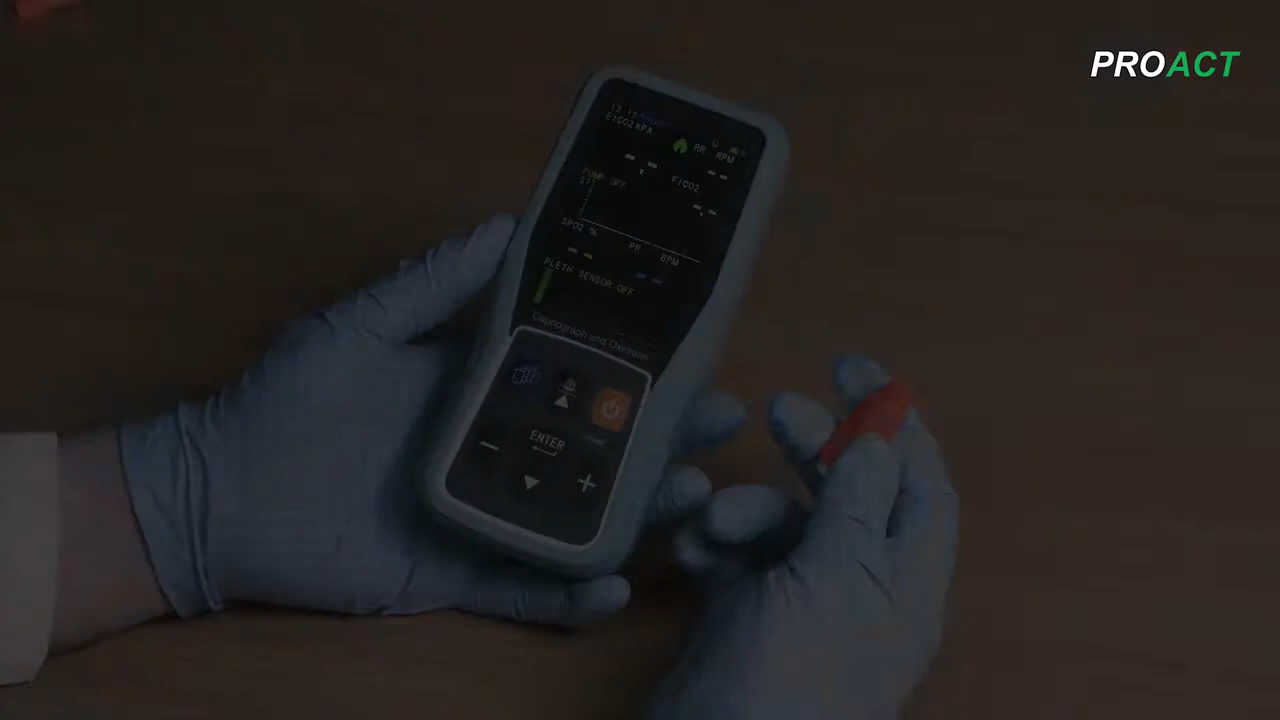 PROACT
EtCO2 KPA
RR RPM
FICO2
PUMP OFF
SPO2 %
PR BPM
PLETH SENSOR OFF
Capnograph and Oximeter
ENTER